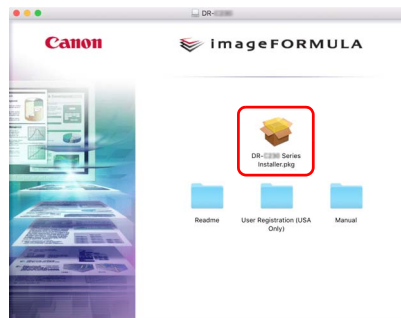 DR-
Canon
imageFORMULA
DR- Series
Installer.pkg
Readme
User Registration (USA
Only)
Manual